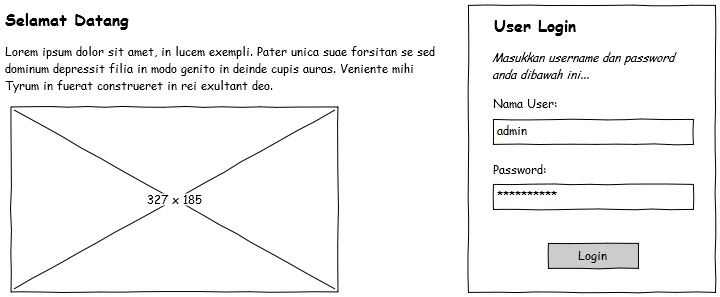 Selamat Datang
Lorem ipsum dolor sit amet, in lucem exempli. Pater unica suae forsitan se sed
dominum depressit filia in modo genito in deinde cupis auras. Veniente mihi
Tyrum in fuerat construeret in rei exultant deo.
327 x 185
User Login
Masukkan username dan password
anda dibawah ini...
Nama User:
admin
Password:
**********
Login